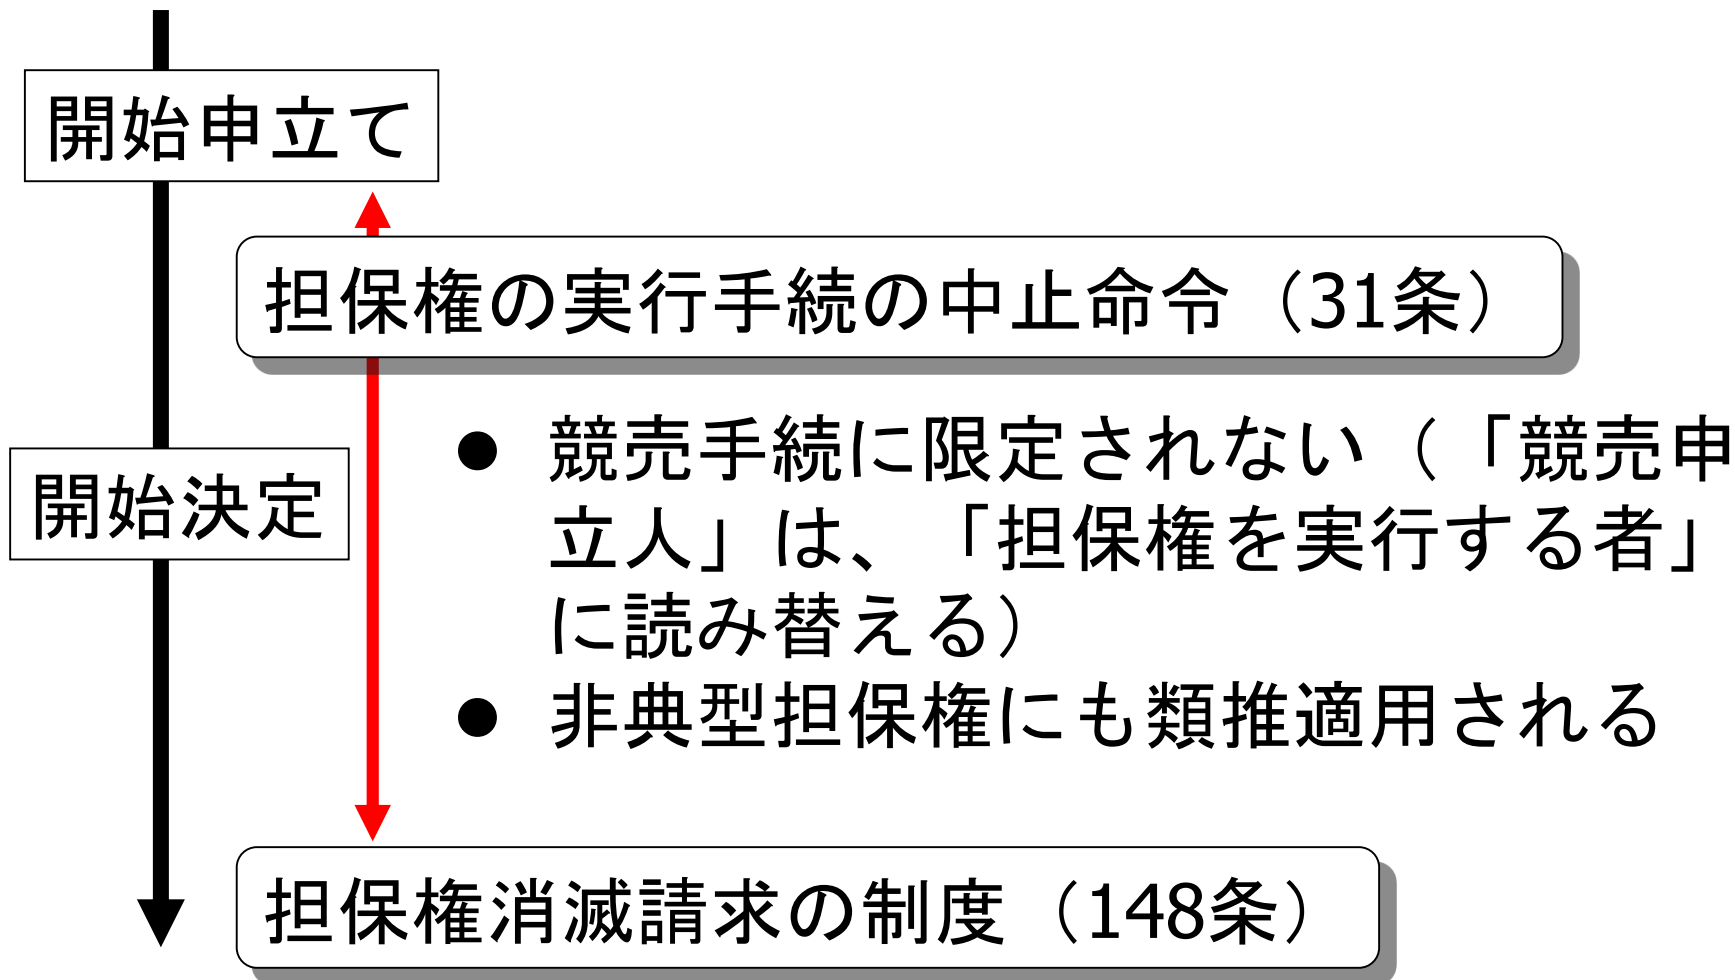 開始申立て
担保権の実行手続の中止命令（31条）
● 競売手続に限定されない（「競売申
立人」は、「担保権を実行する者」
に読み替える）
開始決定
● 非典型担保権にも類推適用される
担保権消滅請求の制度（148条）